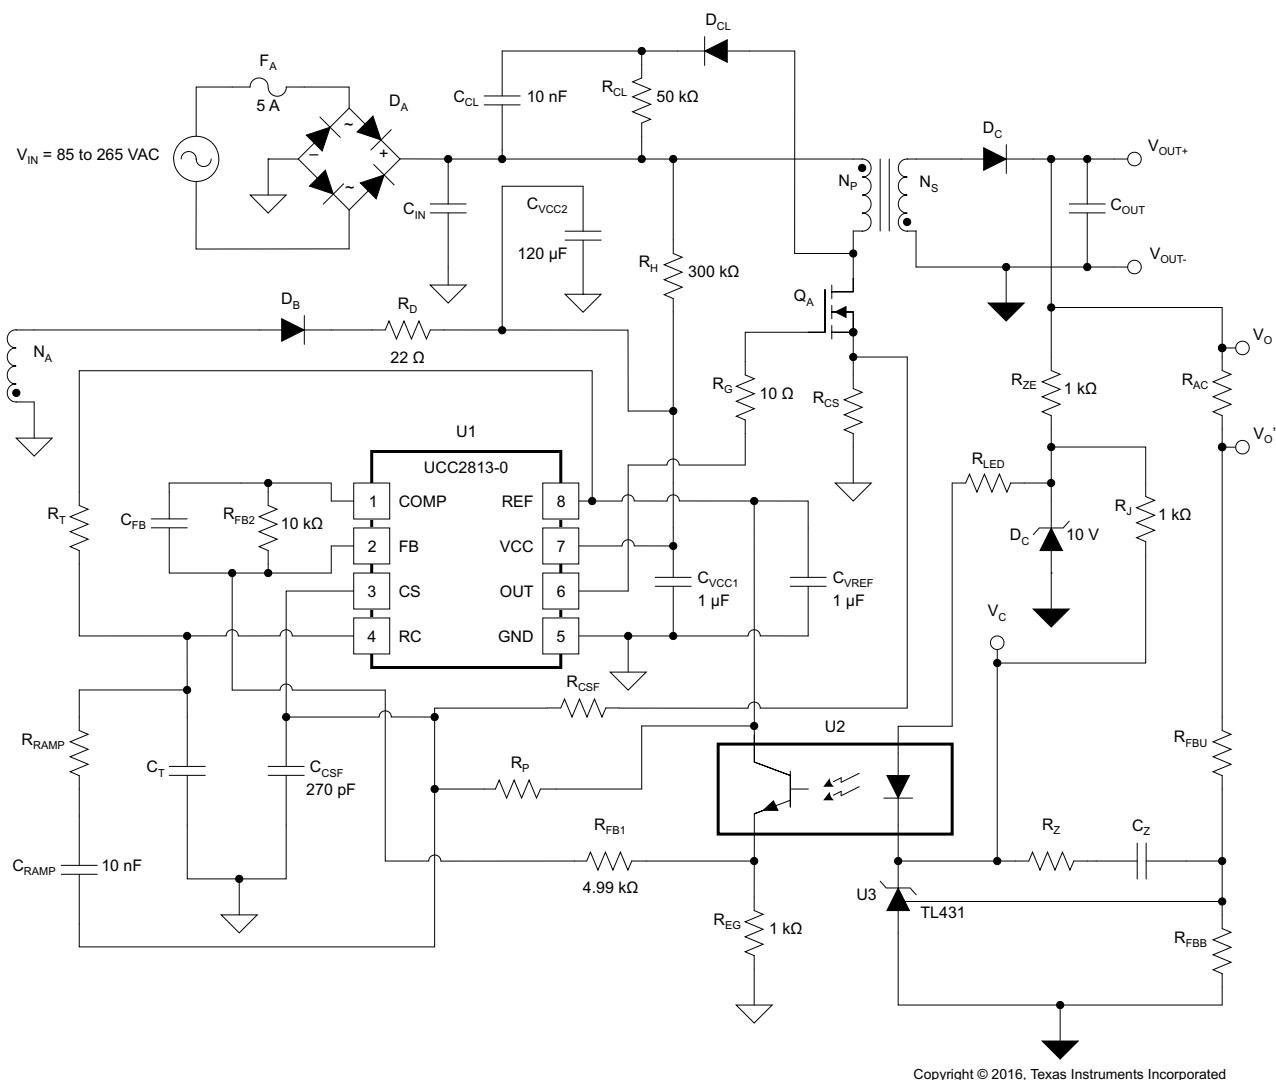 D_CL
F_A
5 A
D_A
C_CL
10 nF
R_CL
50 kΩ
V_IN = 85 to 265 VAC
~
−
+
~
D_C
V_OUT+
N_P
N_S
C_IN
C_VCC2
120 µF
C_OUT
V_OUT-
R_H
300 kΩ
Q_A
D_B
R_D
22 Ω
N_A
V_O
R_G
10 Ω
R_CS
R_ZE
1 kΩ
R_AC
V_O'
U1
UCC2813-0
R_LED
R_T
C_FB
R_FB2
10 kΩ
1
COMP
REF
8
2
FB
VCC
7
3
CS
OUT
6
4
RC
GND
5
R_J
1 kΩ
D_C
10 V
C_VCC1
1 µF
C_VREF
1 µF
V_C
R_CSF
U2
R_RAMP
C_T
C_CSF
270 pF
R_P
R_FBU
R_FB1
4.99 kΩ
R_Z
C_Z
C_RAMP
10 nF
U3
TL431
R_EG
1 kΩ
R_FBB
Copyright © 2016, Texas Instruments Incorporated